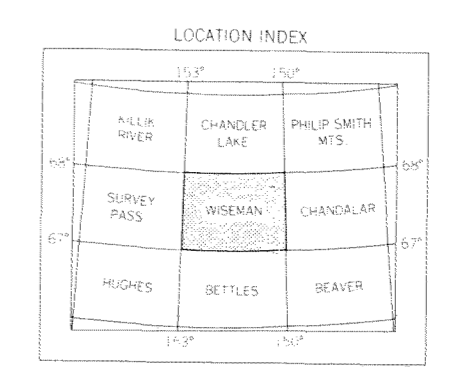 LOCATION INDEX
153° 150°
KILLIK
RIVER
CHANDLER
LAKE
PHILIP SMITH
MTS.
68° 68°
SURVEY
PASS
WISEMAN
CHANDALAR
67° 67°
HUGHES
BETTLES
BEAVER
153° 150°